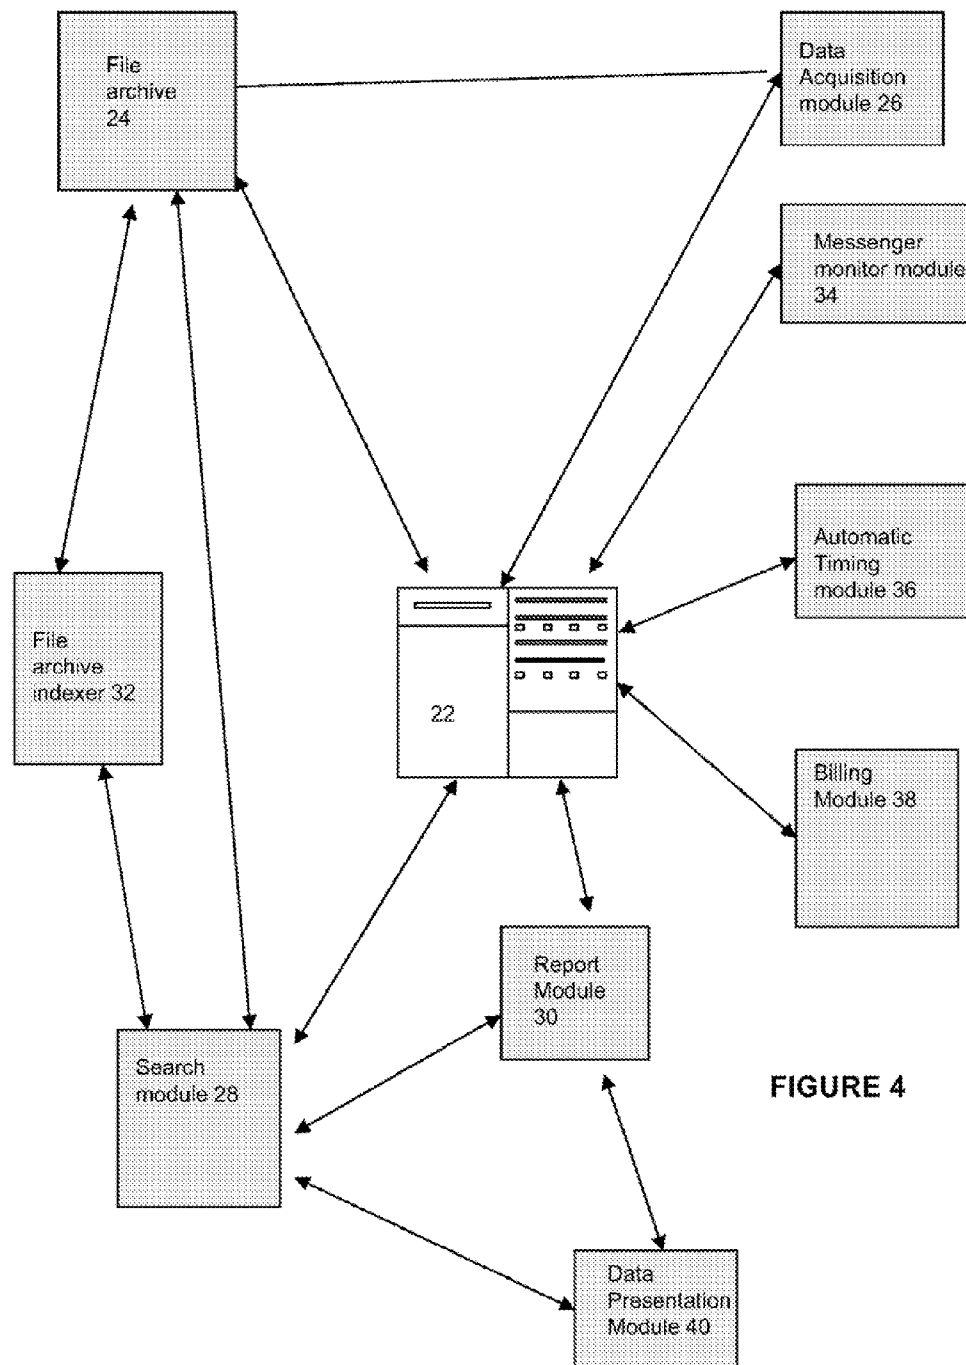 File
archive
24
Data
Acquisition
module 26
Messenger
monitor module
34
Automatic
Timing
module 36
File
archive
indexer 32
22
Billing
Module 38
Report
Module
30
Search
module 28
FIGURE 4
Data
Presentation
Module 40